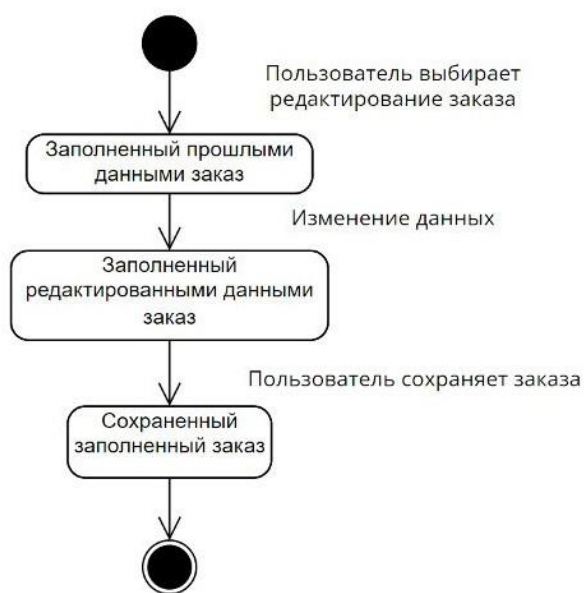 Пользователь выбирает
редактирование заказа
Заполненный прошлыми
данными заказ
Изменение данных
Заполненный
редактированными данными
заказ
Пользователь сохраняет заказа
Сохраненный
заполненный заказ